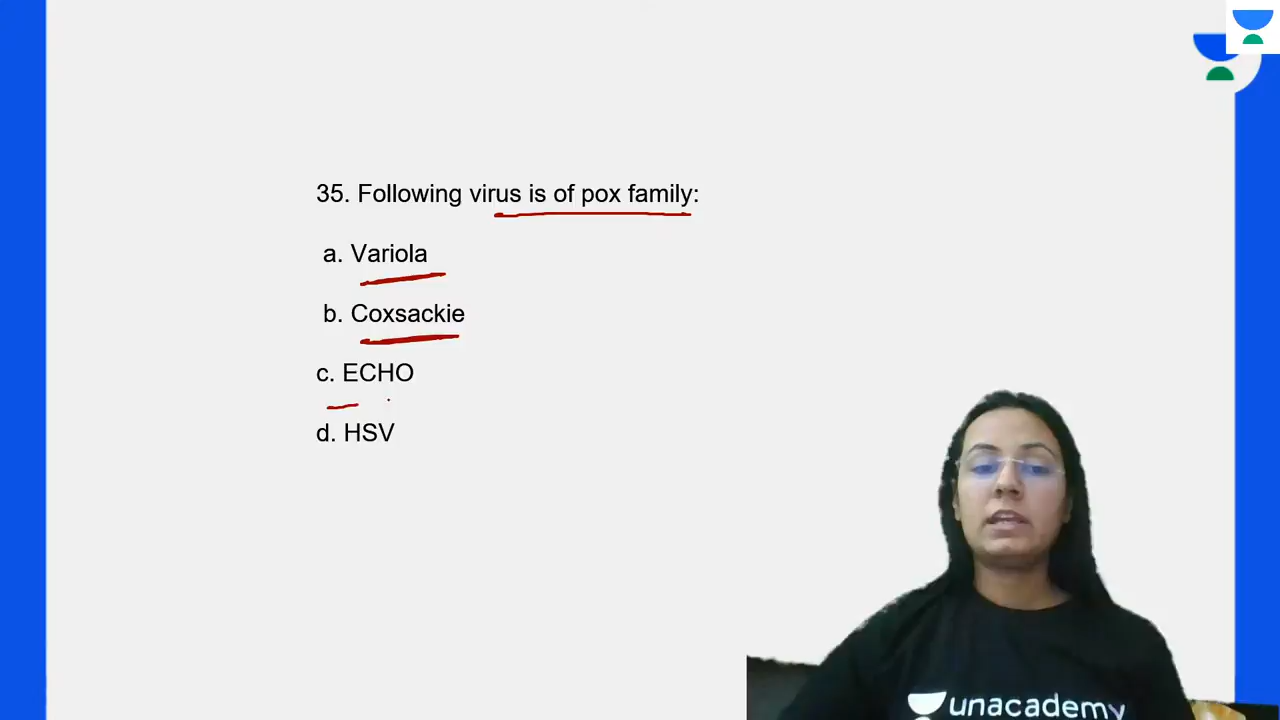 35. Following virus is of pox family:
a. Variola
b. Coxsackie
c. ECHO
d. HSV
unacademy